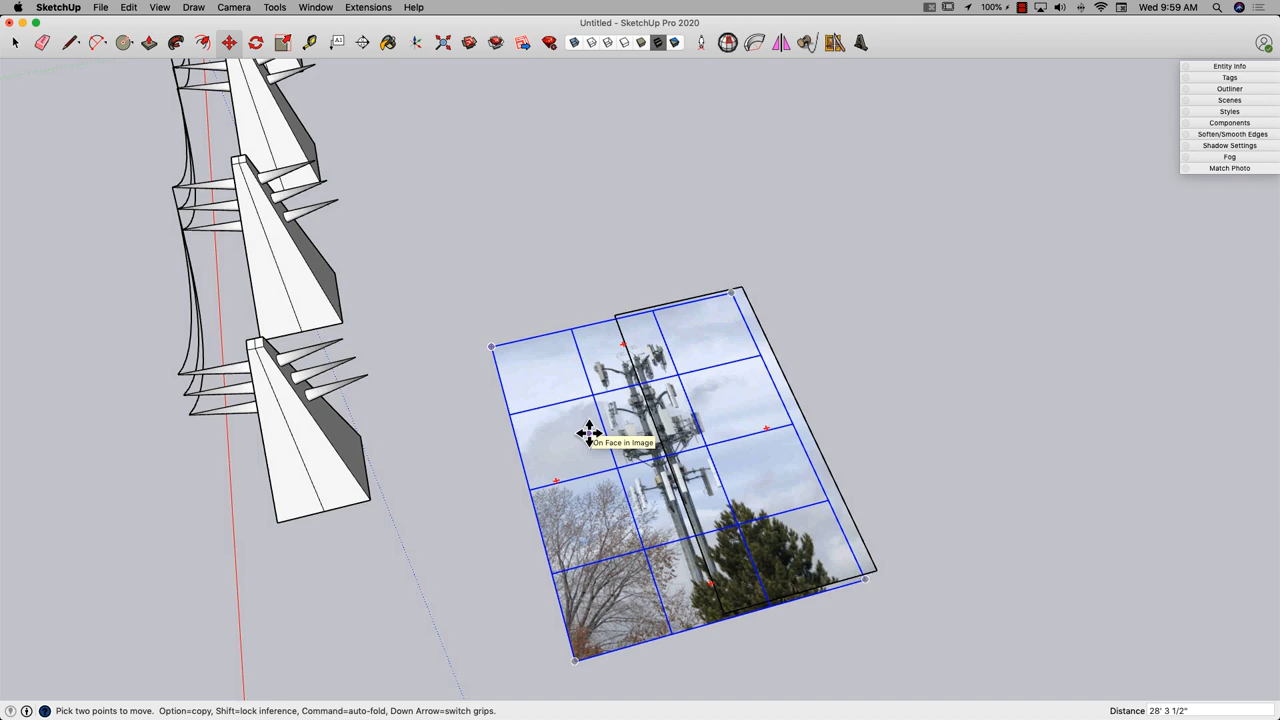 SketchUp File Edit View Draw Camera Tools Window Extensions Help
100% Wed 9:59 AM
Untitled - SketchUp Pro 2020
Entity Info
Tags
Outliner
Scenes
Styles
Components
Soften/Smooth Edges
Shadow Settings
Fog
Match Photo
On Face in Image
Pick two points to move. Option=copy, Shift=lock inference, Command=auto-fold, Down Arrow=switch grips.
Distance 28' 3 1/2"